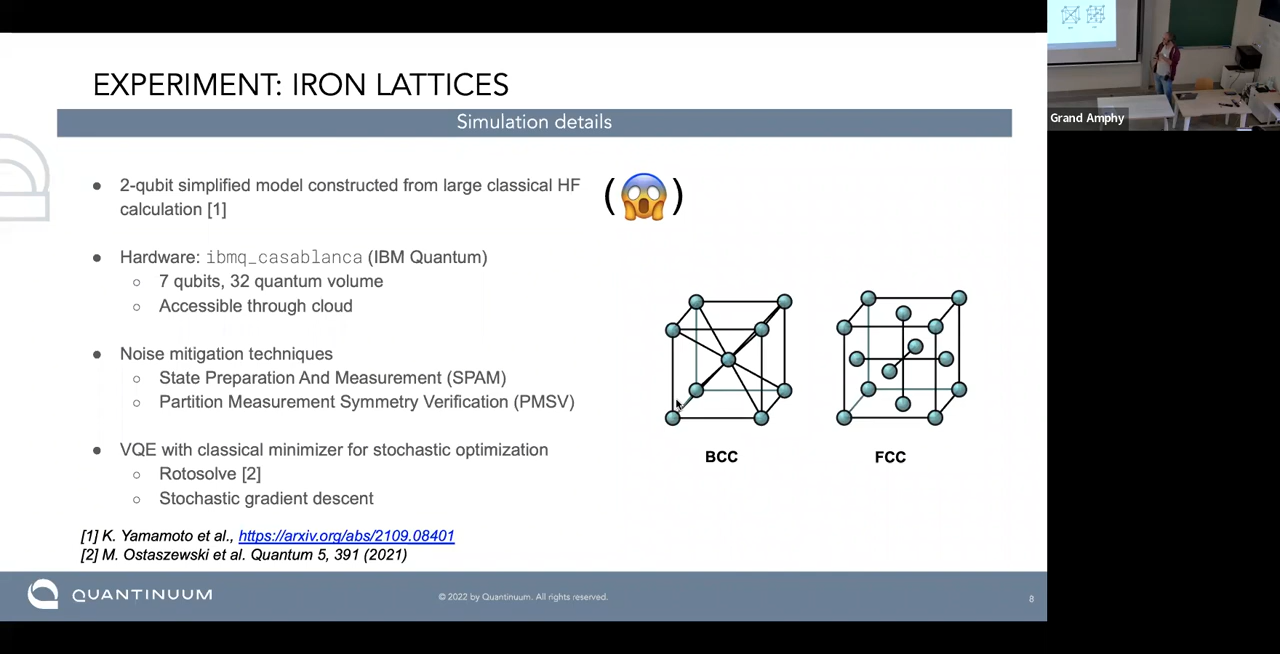 EXPERIMENT: IRON LATTICES
Simulation details
● 2-qubit simplified model constructed from large classical HF
calculation [1]
(😱)
● Hardware: ibmq_casablanca (IBM Quantum)
○ 7 qubits, 32 quantum volume
○ Accessible through cloud
● Noise mitigation techniques
○ State Preparation And Measurement (SPAM)
○ Partition Measurement Symmetry Verification (PMSV)
● VQE with classical minimizer for stochastic optimization
○ Rotosolve [2]
○ Stochastic gradient descent
BCC
FCC
[1] K. Yamamoto et al., https://arxiv.org/abs/2109.08401
[2] M. Ostaszewski et al. Quantum 5, 391 (2021)
QUANTINUUM
© 2022 by Quantinuum. All rights reserved.
8
Grand Amphy